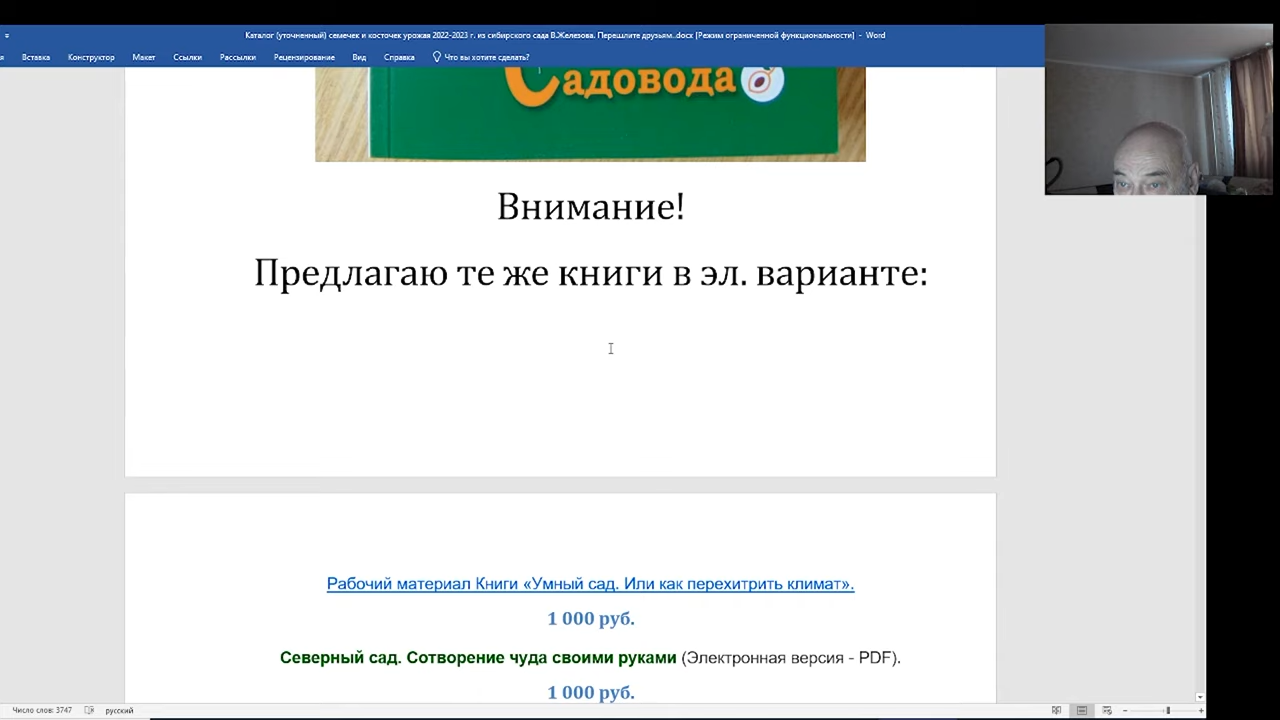 Каталог (уточненный) семечек и косточек урожая 2022-2023 г. из сибирского сада В.Железова. Перешлите друзьям..docx [Режим ограниченной функциональности] - Word
Вставка Конструктор Макет Ссылки Рассылки Рецензирование Вид Справка Что вы хотите сделать?
Садовода
Внимание!
Предлагаю те же книги в эл. варианте:
Рабочий материал Книги «Умный сад. Или как перехитрить климат».
1 000 руб.
Северный сад. Сотворение чуда своими руками (Электронная версия - PDF).
1 000 руб.
Число слов: 3747 русский